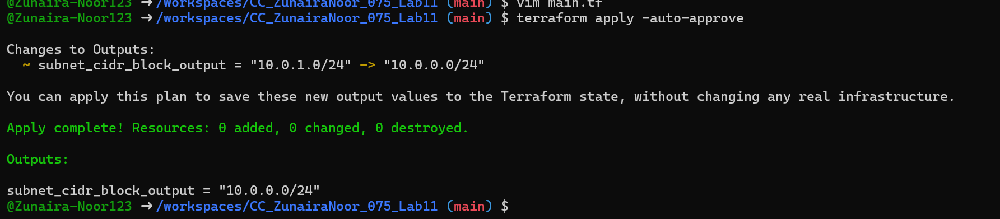 @Zunaira-Noor123 ➜ /workspaces/CC_ZunairaNoor_075_Lab11 (main) $ vim main.tf
@Zunaira-Noor123 ➜ /workspaces/CC_ZunairaNoor_075_Lab11 (main) $ terraform apply -auto-approve
Changes to Outputs:
  ~ subnet_cidr_block_output = "10.0.1.0/24" -> "10.0.0.0/24"
You can apply this plan to save these new output values to the Terraform state, without changing any real infrastructure.
Apply complete! Resources: 0 added, 0 changed, 0 destroyed.
Outputs:
subnet_cidr_block_output = "10.0.0.0/24"
@Zunaira-Noor123 ➜ /workspaces/CC_ZunairaNoor_075_Lab11 (main) $